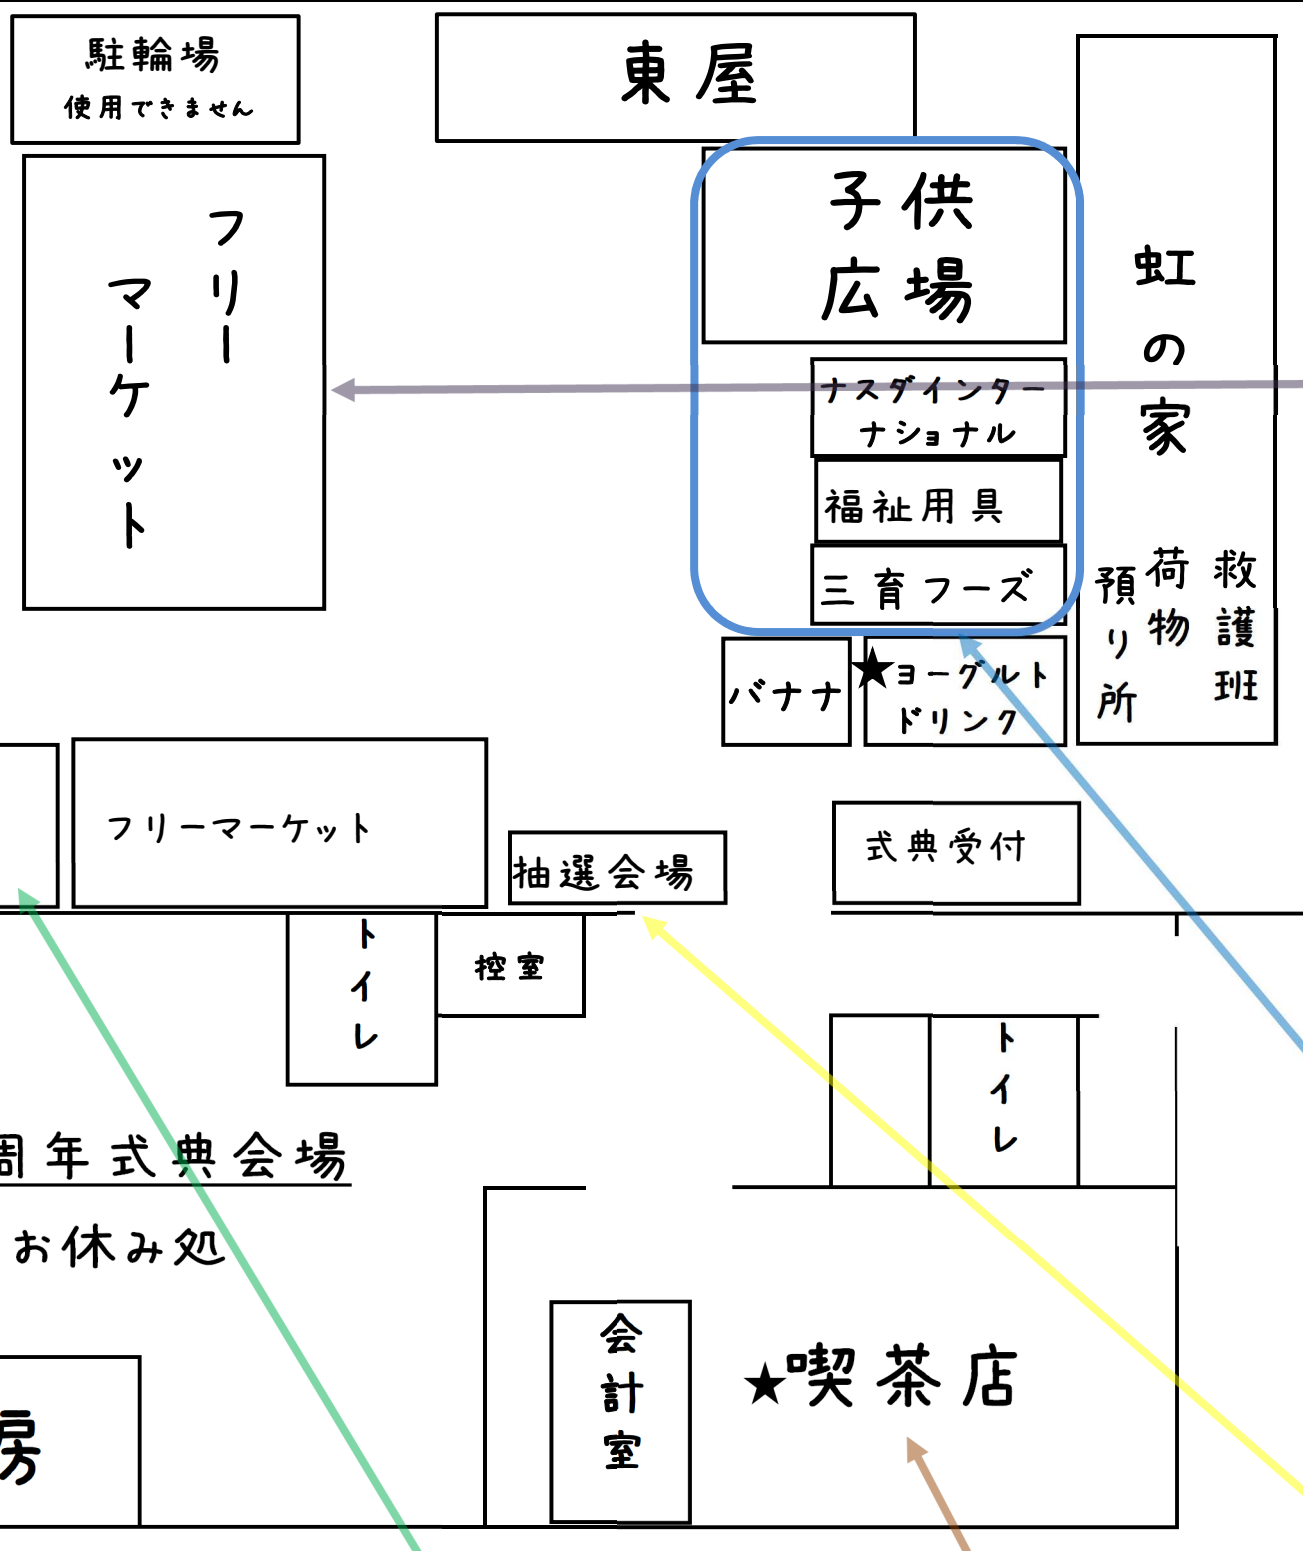 駐輪場
使用できません
東屋
フリー
マーケット
子供
広場
ナスダインター
ナショナル
福祉用具
三育フーズ
バナナ
★ヨーグルト
ドリンク
虹の家
救護班
荷物
預り所
フリーマーケット
抽選会場
式典受付
トイレ
控室
トイレ
周年式典会場
お休み処
房
会計室
★喫茶店